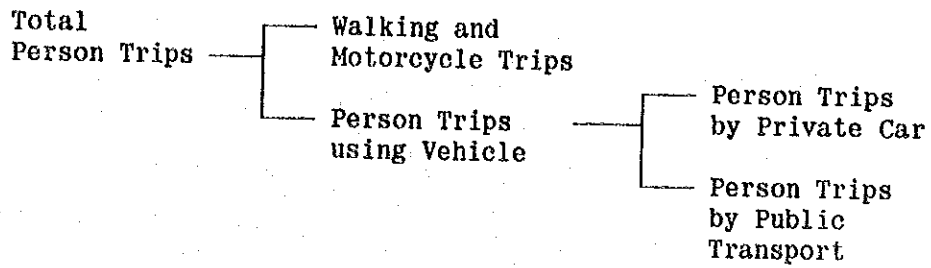 Total
Person Trips
Walking and
Motorcycle Trips
Person Trips
using Vehicle
Person Trips
by Private Car
Person Trips
by Public
Transport